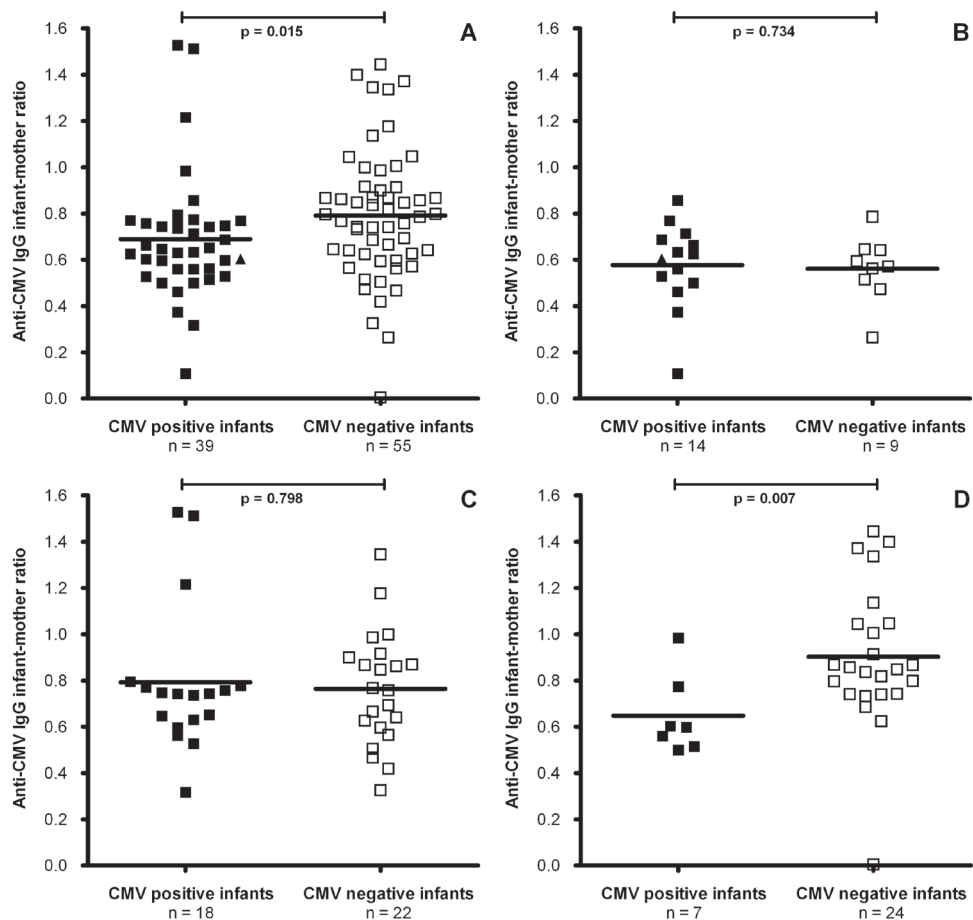 p = 0.015
A
1.6
1.4
1.2
1.0
0.8
0.6
0.4
0.2
0.0
Anti-CMV IgG infant-mother ratio
CMV positive infants
n = 39
CMV negative infants
n = 55
p = 0.734
B
1.6
1.4
1.2
1.0
0.8
0.6
0.4
0.2
0.0
Anti-CMV IgG infant-mother ratio
CMV positive infants
n = 14
CMV negative infants
n = 9
p = 0.798
C
1.6
1.4
1.2
1.0
0.8
0.6
0.4
0.2
0.0
Anti-CMV IgG infant-mother ratio
CMV positive infants
n = 18
CMV negative infants
n = 22
p = 0.007
D
1.6
1.4
1.2
1.0
0.8
0.6
0.4
0.2
0.0
Anti-CMV IgG infant-mother ratio
CMV positive infants
n = 7
CMV negative infants
n = 24